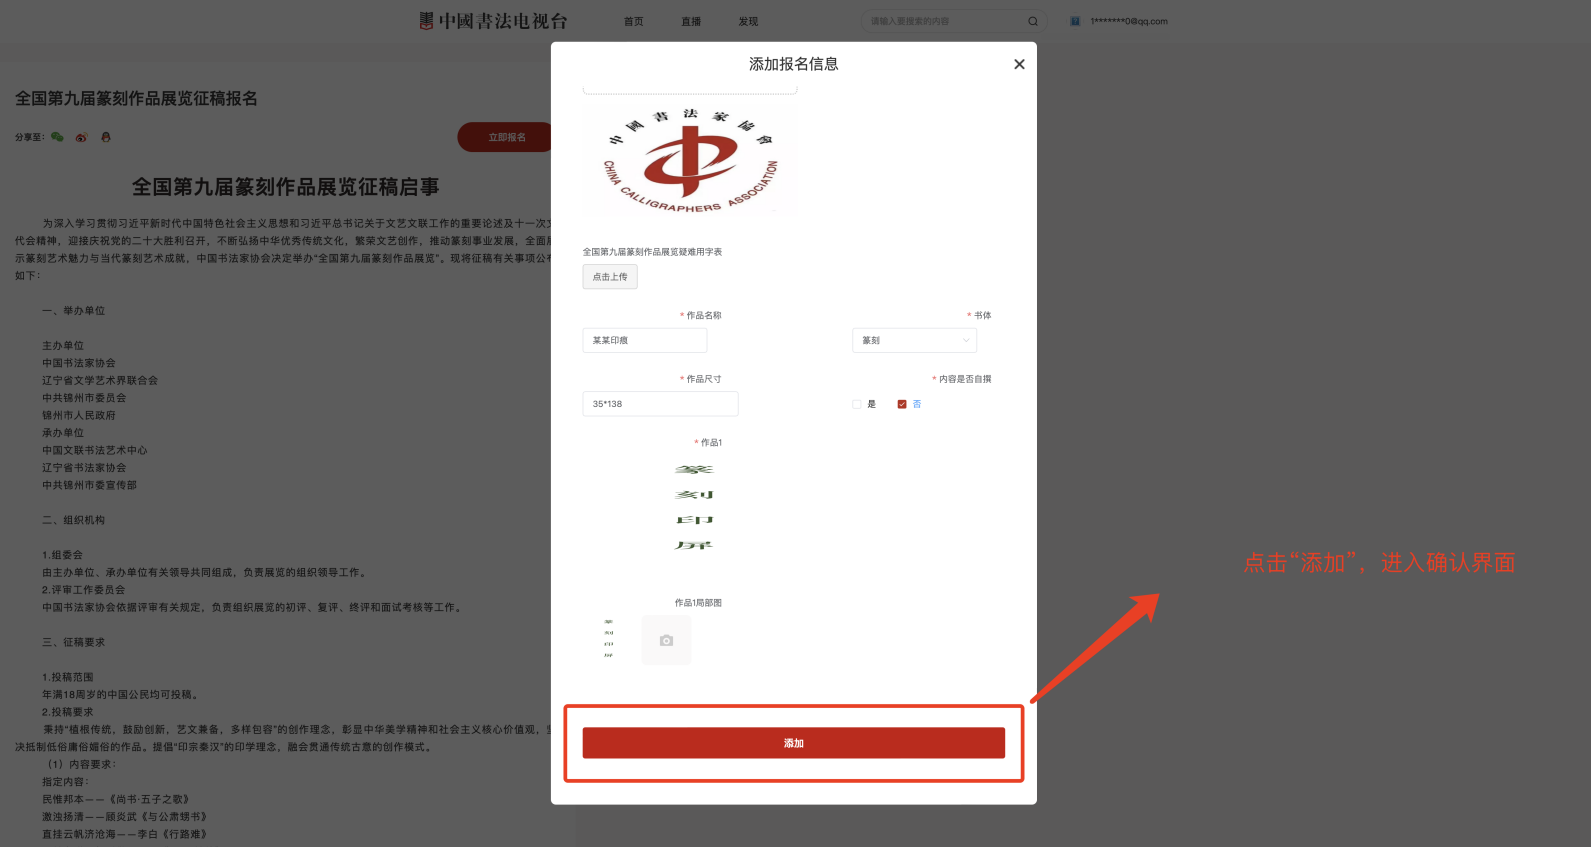 中國書法电视台
首页
直播
发现
请输入要搜索的内容
1*******0@qq.com
全国第九届篆刻作品展览征稿报名
分享至：
立即报名
全国第九届篆刻作品展览征稿启事
为深入学习贯彻习近平新时代中国特色社会主义思想和习近平总书记关于文艺文联工作的重要论述及十一次文
代会精神，迎接庆祝党的二十大胜利召开，不断弘扬中华优秀传统文化，繁荣文艺创作，推动篆刻事业发展，全面展
示篆刻艺术魅力与当代篆刻艺术成就，中国书法家协会决定举办“全国第九届篆刻作品展览”。现将征稿有关事项公布
如下：
一、举办单位
主办单位
中国书法家协会
辽宁省文学艺术界联合会
中共锦州市委员会
锦州市人民政府
承办单位
中国文联书法艺术中心
辽宁省书法家协会
中共锦州市委宣传部
二、组织机构
1.组委会
由主办单位、承办单位有关领导共同组成，负责展览的组织领导工作。
2.评审工作委员会
中国书法家协会依据评审有关规定，负责组织展览的初评、复评、终评和面试考核等工作。
三、征稿要求
1.投稿范围
年满18周岁的中国公民均可投稿。
2.投稿要求
秉持“植根传统，鼓励创新，艺文兼备，多样包容”的创作理念，彰显中华美学精神和社会主义核心价值观，坚
决抵制低俗庸俗媚俗的作品。提倡“印宗秦汉”的印学理念，融会贯通传统古意的创作模式。
（1）内容要求：
指定内容：
民惟邦本——《尚书·五子之歌》
激浊扬清——顾炎武《与公肃甥书》
直挂云帆济沧海——李白《行路难》
添加报名信息
中國書法家協會
CHINA CALLIGRAPHERS ASSOCIATION
全国第九届篆刻作品展览疑难用字表
点击上传
* 作品名称
* 书体
某某印痕
篆刻
* 作品尺寸
* 内容是否自撰
35*138
是
否
* 作品1
篆
刻
印
屏
作品1局部图
篆
刻
印
屏
添加
点击“添加”，进入确认界面